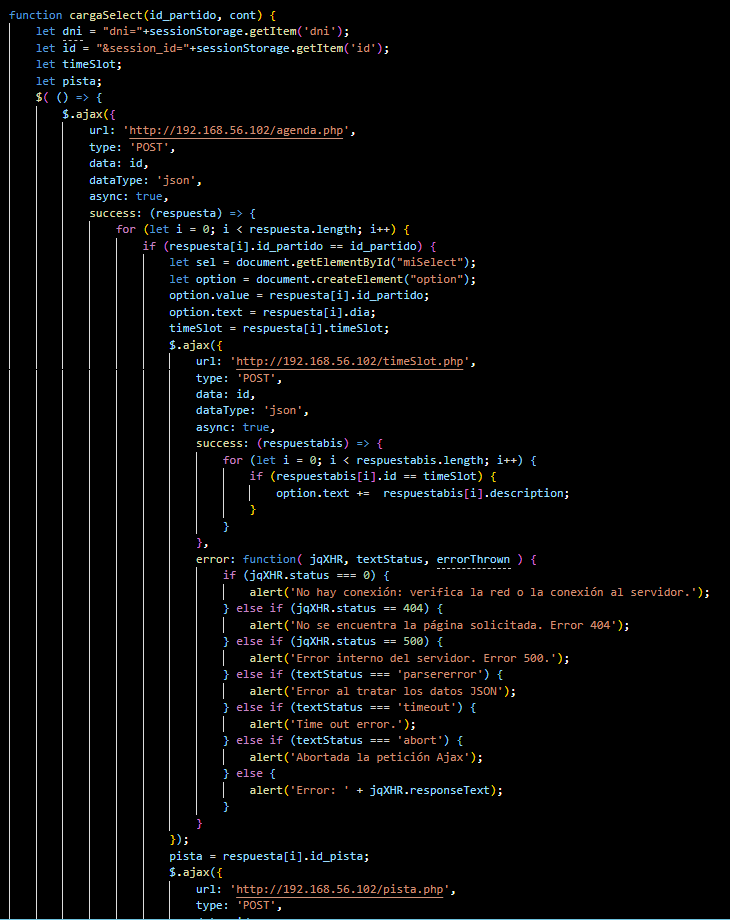 function cargaSelect(id_partido, cont) {
let dni = "dni="+sessionStorage.getItem('dni');
let id = "&session_id="+sessionStorage.getItem('id');
let timeSlot;
let pista;
$( () => {
$.ajax({
url: 'http://192.168.56.102/agenda.php',
type: 'POST',
data: id,
dataType: 'json',
async: true,
success: (respuesta) => {
for (let i = 0; i < respuesta.length; i++) {
if (respuesta[i].id_partido == id_partido) {
let sel = document.getElementById("miSelect");
let option = document.createElement("option");
option.value = respuesta[i].id_partido;
option.text = respuesta[i].dia;
timeSlot = respuesta[i].timeSlot;
$.ajax({
url: 'http://192.168.56.102/timeSlot.php',
type: 'POST',
data: id,
dataType: 'json',
async: true,
success: (respuestabis) => {
for (let i = 0; i < respuestabis.length; i++) {
if (respuestabis[i].id == timeSlot) {
option.text +=  respuestabis[i].description;
}
}
},
error: function( jqXHR, textStatus, errorThrown ) {
if (jqXHR.status === 0) {
alert('No hay conexión: verifica la red o la conexión al servidor.');
} else if (jqXHR.status == 404) {
alert('No se encuentra la página solicitada. Error 404');
} else if (jqXHR.status == 500) {
alert('Error interno del servidor. Error 500.');
} else if (textStatus === 'parsererror') {
alert('Error al tratar los datos JSON');
} else if (textStatus === 'timeout') {
alert('Time out error.');
} else if (textStatus === 'abort') {
alert('Abortada la petición Ajax');
} else {
alert('Error: ' + jqXHR.responseText);
}
}
});
pista = respuesta[i].id_pista;
$.ajax({
url: 'http://192.168.56.102/pista.php',
type: 'POST',